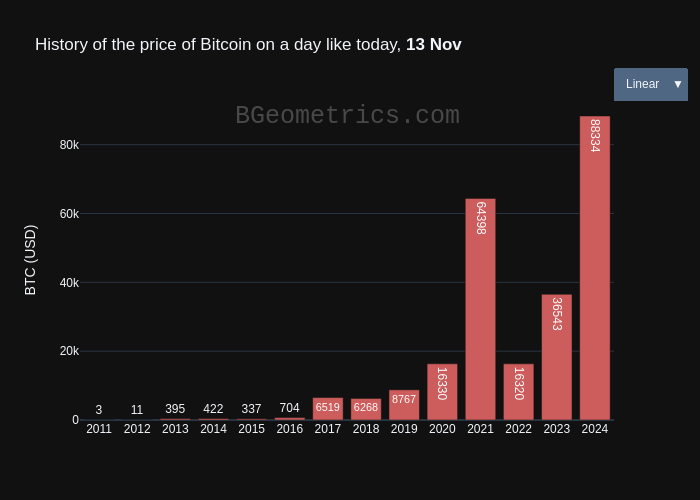 History of the price of Bitcoin on a day like today, 13 Nov
Linear ▼
BGeometrics.com
BTC (USD)
80k
60k
40k
20k
0
3 11 395 422 337 704 6519 6268 8767 16330 64398 16320 36543 88334
2011 2012 2013 2014 2015 2016 2017 2018 2019 2020 2021 2022 2023 2024